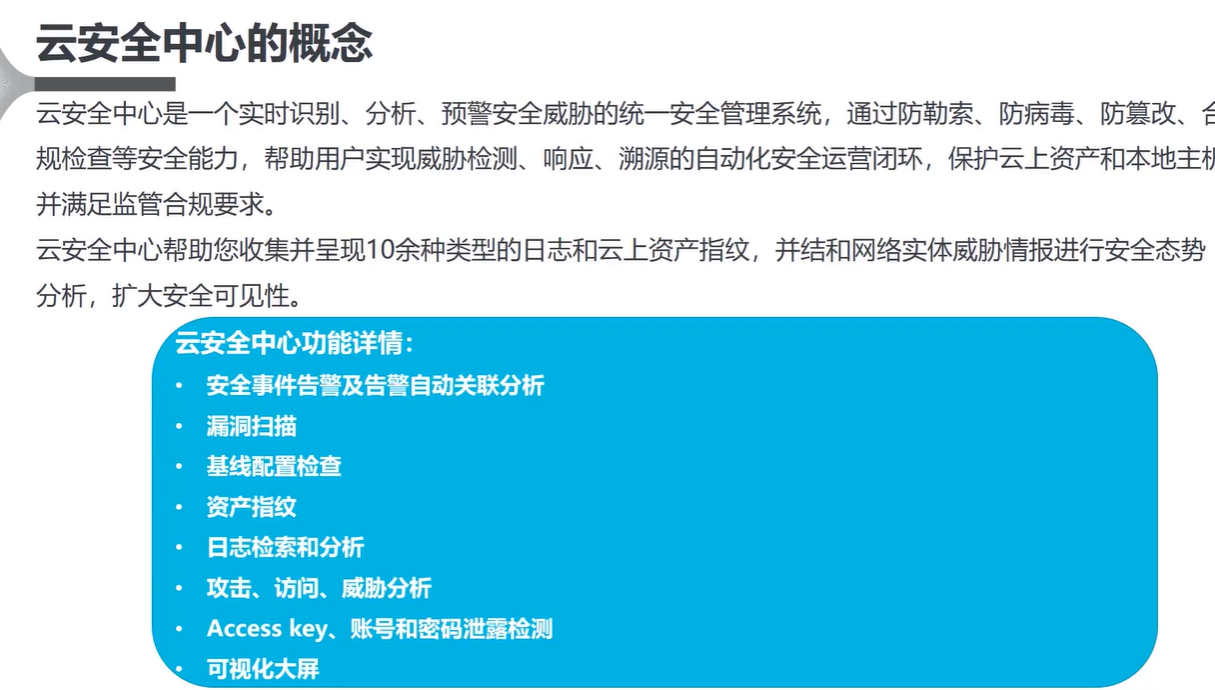 云安全中心的概念
云安全中心是一个实时识别、分析、预警安全威胁的统一安全管理系统，通过防勒索、防病毒、防篡改、合
规检查等安全能力，帮助用户实现威胁检测、响应、溯源的自动化安全运营闭环，保护云上资产和本地主机
并满足监管合规要求。
云安全中心帮助您收集并呈现10余种类型的日志和云上资产指纹，并结和网络实体威胁情报进行安全态势
分析，扩大安全可见性。
云安全中心功能详情：
• 安全事件告警及告警自动关联分析
• 漏洞扫描
• 基线配置检查
• 资产指纹
• 日志检索和分析
• 攻击、访问、威胁分析
• Access key、账号和密码泄露检测
• 可视化大屏